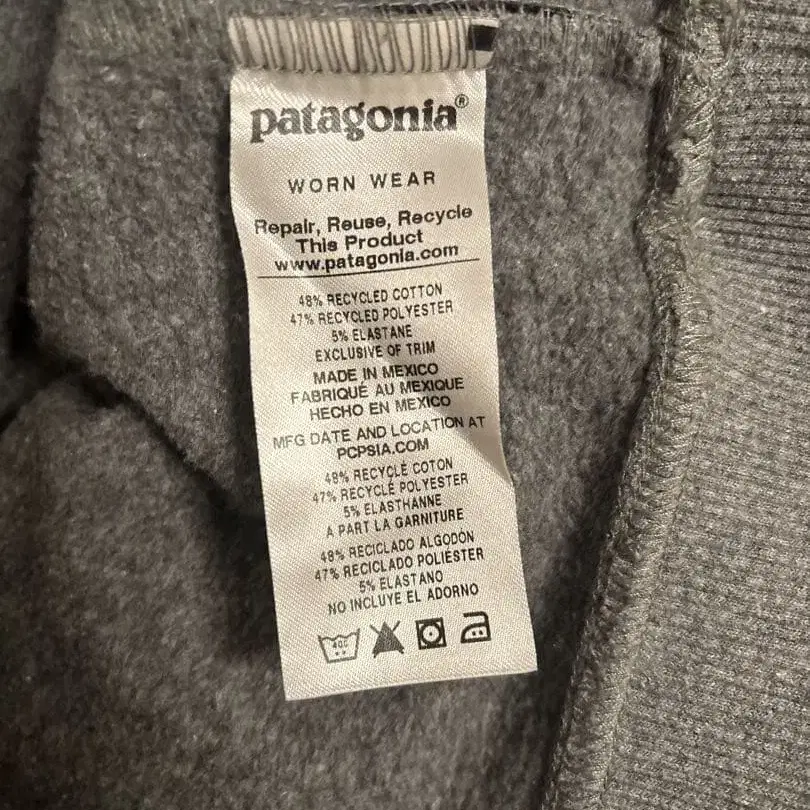 patagonia®
WORN WEAR
Repair, Reuse, Recycle
This Product
www.patagonia.com
48% RECYCLED COTTON
47% RECYCLED POLYESTER
5% ELASTANE
EXCLUSIVE OF TRIM
MADE IN MEXICO
FABRIQUÉ AU MEXIQUE
HECHO EN MEXICO
MFG DATE AND LOCATION AT
PCPSIA.COM
48% RECYCLÉ COTON
47% RECYCLÉ POLYESTER
5% ELASTHANNE
A PART LA GARNITURE
48% RECICLADO ALGODON
47% RECICLADO POLIÉSTER
5% ELASTANO
NO INCLUYE EL ADORNO
40C